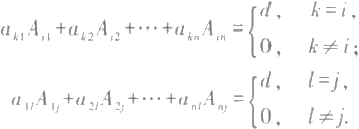 a_{k1}A_{i1}+a_{k2}A_{i2}+⋯+a_{kn}A_{in}={ d, k=i,
0, k≠i;
a_{1l}A_{1j}+a_{2l}A_{2j}+⋯+a_{nl}A_{nj}={ d, l=j,
0, l≠j.